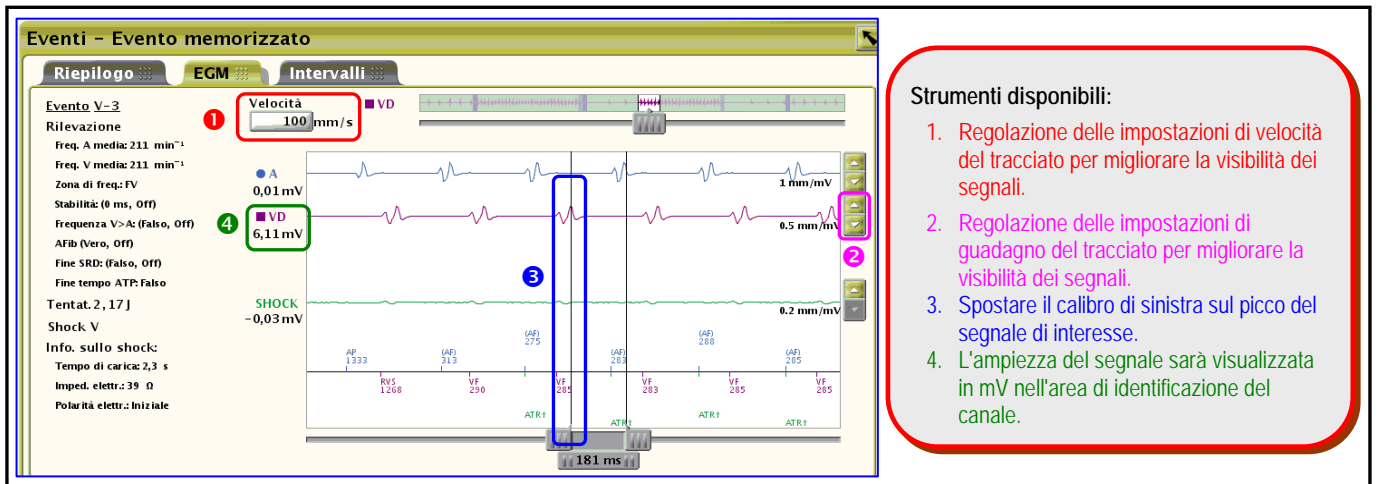 Eventi - Evento memorizzato
Riepilogo
EGM
Intervalli
Evento V-3
Rilevazione
Freq. A media: 211 min⁻¹
Freq. V media: 211 min⁻¹
Zona di freq.: FV
Stabilità: (0 ms, Off)
Frequenza V>A: (Falso, Off)
AFib (Vero, Off)
Fine SRD: (Falso, Off)
Fine tempo ATP: Falso
Tentat. 2, 17 J
Shock V
Info. sullo shock:
Tempo di carica: 2,3 s
Imped. elettr.: 39 Ω
Polarità elettr.: Iniziale
1
Velocità
100 mm/s
VD
A
0,01 mV
1 mm/mV
4
VD
6,11 mV
0.5 mm/mV
2
3
SHOCK
-0,03 mV
0.2 mm/mV
(AF)
275
(AF)
288
AP
1333
(AF)
313
(AF)
283
(AF)
285
RVS
1268
VF
290
VF
285
VF
283
VF
285
VF
285
ATR↑
ATR↑
ATR↑
ATR↑
181 ms
Strumenti disponibili:
1. Regolazione delle impostazioni di velocità
del tracciato per migliorare la visibilità dei
segnali.
2. Regolazione delle impostazioni di
guadagno del tracciato per migliorare la
visibilità dei segnali.
3. Spostare il calibro di sinistra sul picco del
segnale di interesse.
4. L'ampiezza del segnale sarà visualizzata
in mV nell'area di identificazione del
canale.